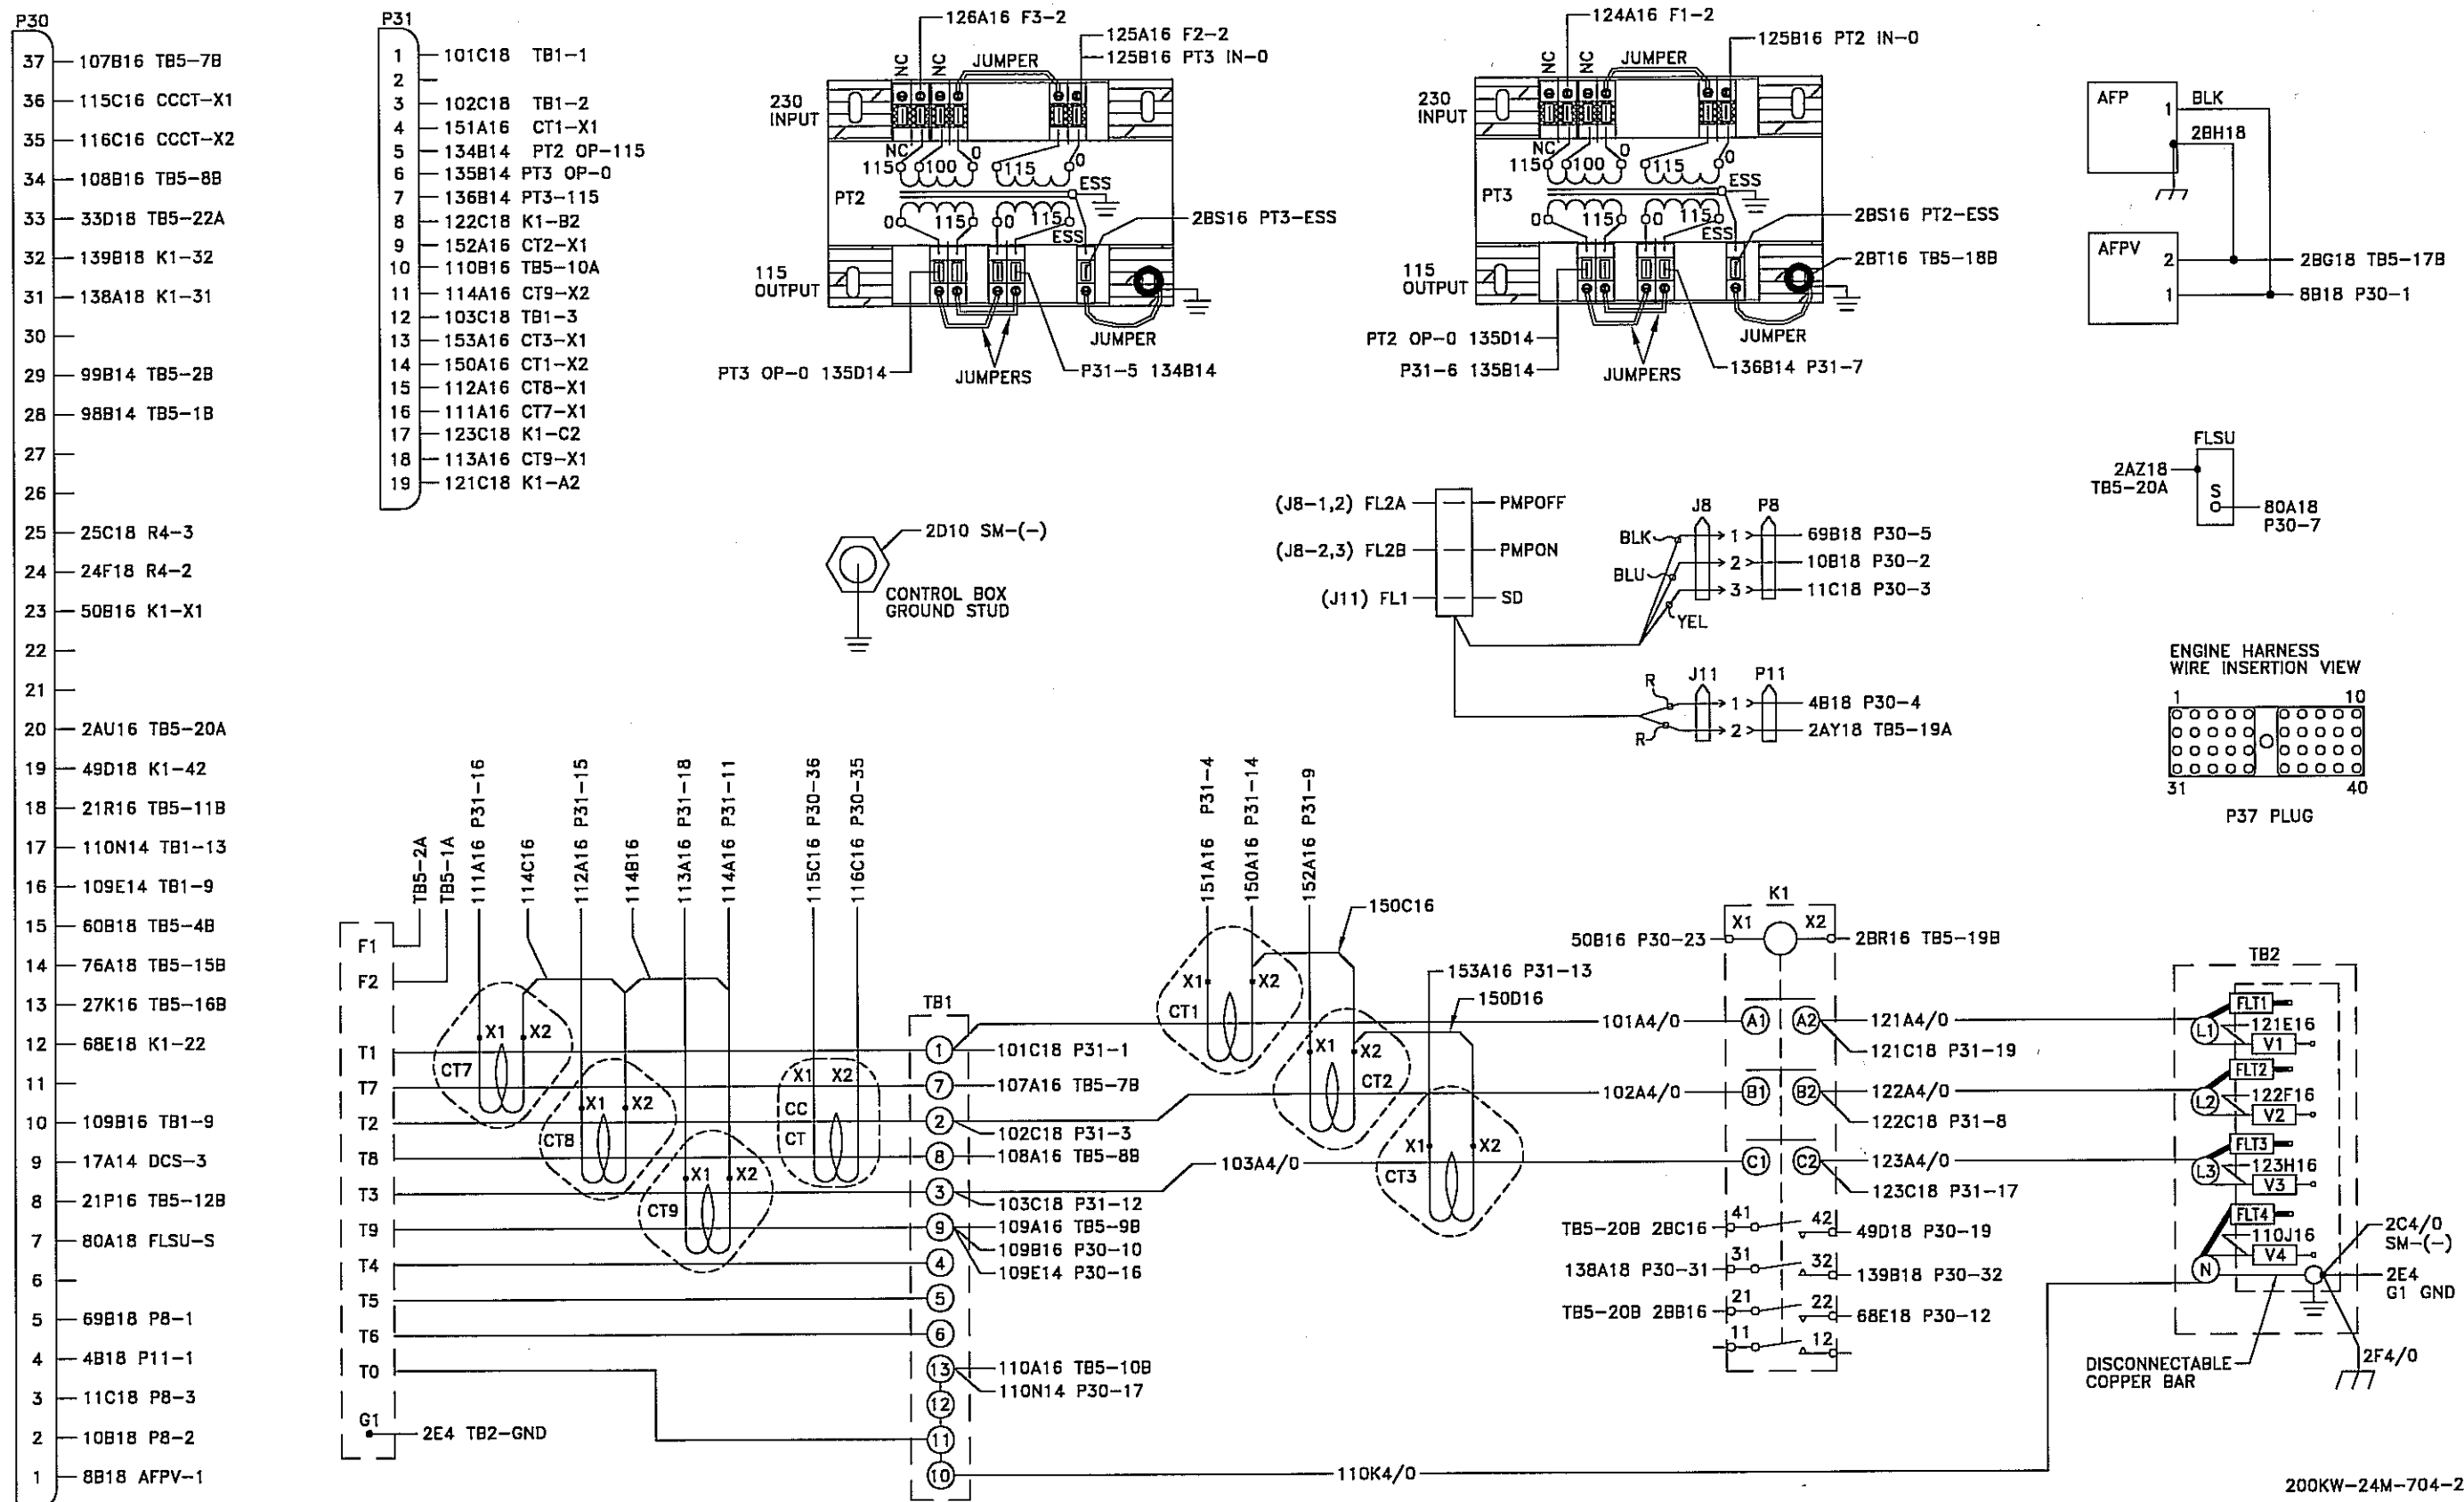 P30
37 107B16 TB5-7B
36 115C16 CCCT-X1
35 116C16 CCCT-X2
34 108B16 TB5-8B
33 33D18 TB5-22A
32 139B18 K1-32
31 138A18 K1-31
30
29 99B14 TB5-2B
28 98B14 TB5-1B
27
26
25 25C18 R4-3
24 24F18 R4-2
23 50B16 K1-X1
22
21
20 2AU16 TB5-20A
19 49D18 K1-42
18 21R16 TB5-11B
17 110N14 TB1-13
16 109E14 TB1-9
15 60B18 TB5-4B
14 76A18 TB5-15B
13 27K16 TB5-16B
12 68E18 K1-22
11
10 109B16 TB1-9
9 17A14 DCS-3
8 21P16 TB5-12B
7 80A18 FLSU-S
6
5 69B18 P8-1
4 4B18 P11-1
3 11C18 P8-3
2 10B18 P8-2
1 8B18 AFPV-1
P31
1 101C18 TB1-1
2
3 102C18 TB1-2
4 151A16 CT1-X1
5 134B14 PT2 OP-115
6 135B14 PT3 OP-0
7 136B14 PT3-115
8 122C18 K1-B2
9 152A16 CT2-X1
10 110B16 TB5-10A
11 114A16 CT9-X2
12 103C18 TB1-3
13 153A16 CT3-X1
14 150A16 CT1-X2
15 112A16 CT8-X1
16 111A16 CT7-X1
17 123C18 K1-C2
18 113A16 CT9-X1
19 121C18 K1-A2
126A16 F3-2
125A16 F2-2
125B16 PT3 IN-0
NC NC
JUMPER
230
INPUT
NC
115 100 0 115 0
ESS
PT2
0 115 0 115
ESS
2BS16 PT3-ESS
115
OUTPUT
JUMPER
PT3 OP-0 135D14
JUMPERS
P31-5 134B14
124A16 F1-2
125B16 PT2 IN-0
NC NC
JUMPER
230
INPUT
NC
115 100 0 115 0
ESS
PT3
0 115 0 115
ESS
2BS16 PT2-ESS
2BT16 TB5-18B
115
OUTPUT
JUMPER
PT2 OP-0 135D14
P31-6 135B14
JUMPERS
136B14 P31-7
AFP
1 BLK
2BH18
AFPV
2 2BG18 TB5-17B
1 8B18 P30-1
FLSU
2AZ18
TB5-20A
S
80A18
P30-7
2D10 SM-(-)
CONTROL BOX
GROUND STUD
(J8-1,2) FL2A PMPOFF
(J8-2,3) FL2B PMPON
(J11) FL1 SD
J8 P8
BLK 1 69B18 P30-5
BLU 2 10B18 P30-2
3 11C18 P30-3
YEL
J11 P11
R 1 4B18 P30-4
R 2 2AY18 TB5-19A
ENGINE HARNESS
WIRE INSERTION VIEW
1 10
31 40
P37 PLUG
TB5-2A
TB5-1A
111A16 P31-16
114C16
112A16 P31-15
114B16
113A16 P31-18
114A16 P31-11
115C16 P30-36
116C16 P30-35
F1
F2
T1
T7
T2
T8
T3
T9
T4
T5
T6
T0
G1
2E4 TB2-GND
X1 X2
CT7
X1 X2
CT8
X1 X2
CT9
X1 X2
CC
CT
TB1
1 101C18 P31-1
7 107A16 TB5-7B
2 102C18 P31-3
8 108A16 TB5-8B
3 103C18 P31-12
9 109A16 TB5-9B
109B16 P30-10
109E14 P30-16
4
5
6
13 110A16 TB5-10B
110N14 P30-17
12
11
10
110K4/0
151A16 P31-4
150A16 P31-14
152A16 P31-9
150C16
153A16 P31-13
150D16
X1 X2
CT1
X1 X2
CT2
X1 X2
CT3
101A4/0
102A4/0
103A4/0
K1
X1 X2
50B16 P30-23
2BR16 TB5-19B
A1 A2 121A4/0
121C18 P31-19
B1 B2 122A4/0
122C18 P31-8
C1 C2 123A4/0
123C18 P31-17
TB5-20B 2BC16 41 42 49D18 P30-19
138A18 P30-31 31 32 139B18 P30-32
TB5-20B 2BB16 21 22 68E18 P30-12
11 12
TB2
FLT1
L1 121E16
V1
FLT2
L2 122F16
V2
FLT3
L3 123H16
V3
FLT4
110J16
V4
N
2C4/0
SM-(-)
2E4
G1 GND
2F4/0
DISCONNECTABLE
COPPER BAR
200KW-24M-704-2